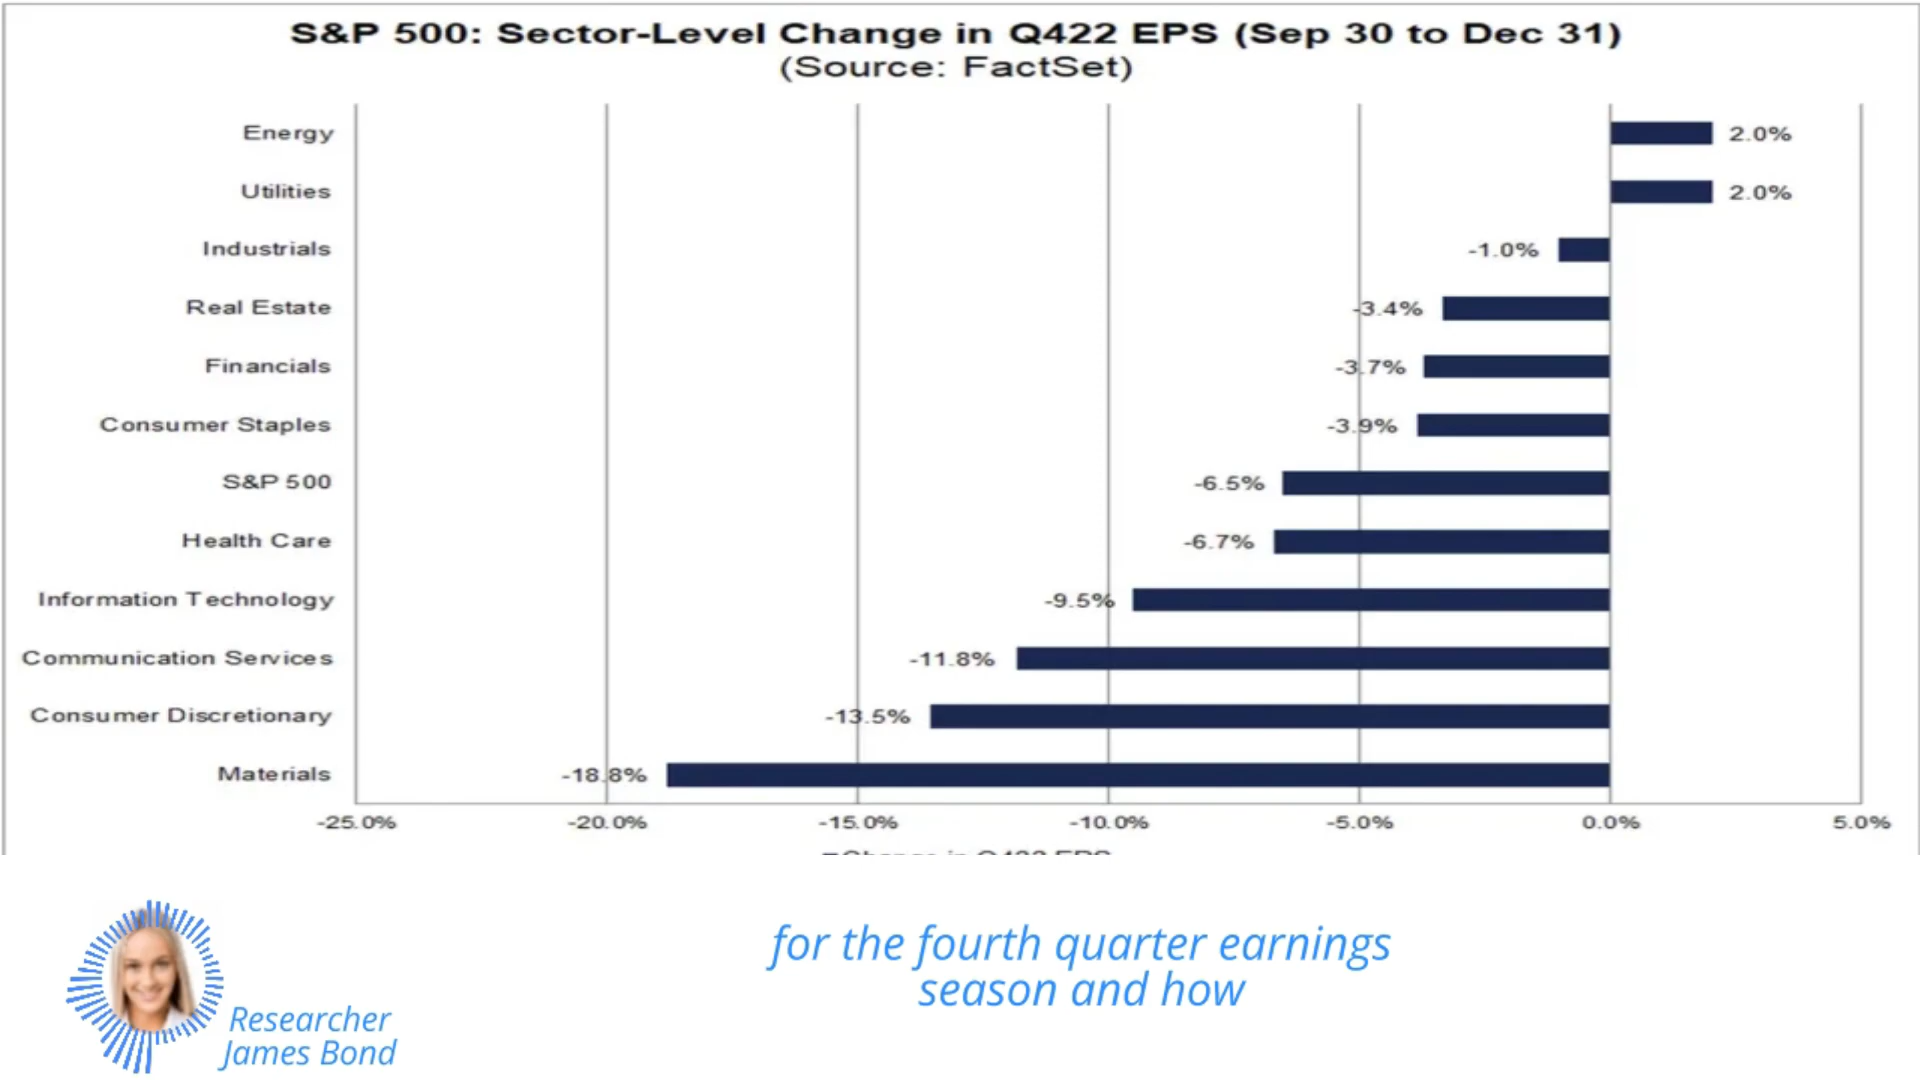 S&P 500: Sector-Level Change in Q422 EPS (Sep 30 to Dec 31)
(Source: FactSet)
Energy 2.0%
Utilities 2.0%
Industrials -1.0%
Real Estate -3.4%
Financials -3.7%
Consumer Staples -3.9%
S&P 500 -6.5%
Health Care -6.7%
Information Technology -9.5%
Communication Services -11.8%
Consumer Discretionary -13.5%
Materials -18.8%
-25.0% -20.0% -15.0% -10.0% -5.0% 0.0% 5.0%
for the fourth quarter earnings
season and how
Researcher
James Bond